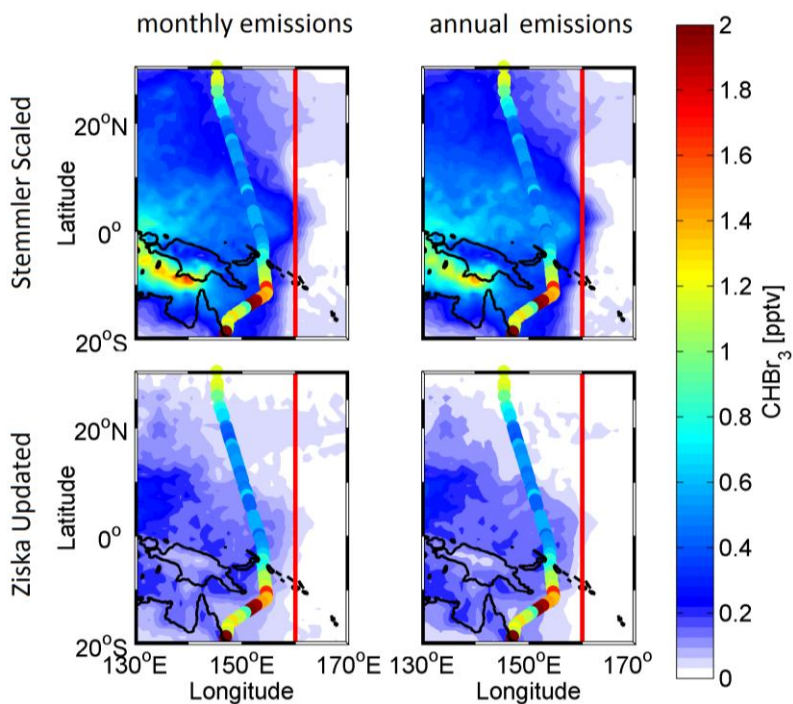 monthly emissions annual emissions
Stemmler Scaled
Latitude
20°N
0°
20°S
Ziska Updated
Latitude
20°N
0°
20°S
130°E 150°E 170°E
Longitude
130°E 150°E 170°
Longitude
2
1.8
1.6
1.4
1.2
1
0.8
0.6
0.4
0.2
0
CHBr₃ [pptv]